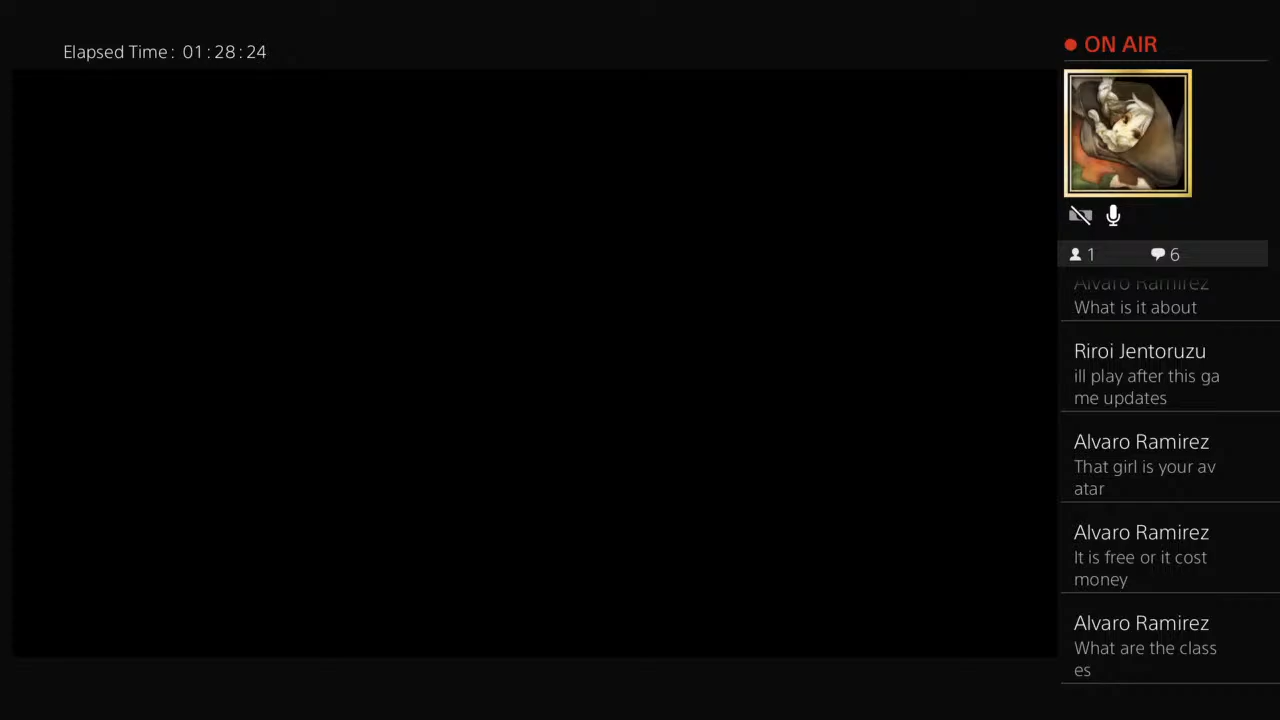 Elapsed Time: 01:28:24
ON AIR
1
6
Alvaro Ramirez
What is it about
Riroi Jentoruzu
ill play after this ga
me updates
Alvaro Ramirez
That girl is your av
atar
Alvaro Ramirez
It is free or it cost
money
Alvaro Ramirez
What are the class
es